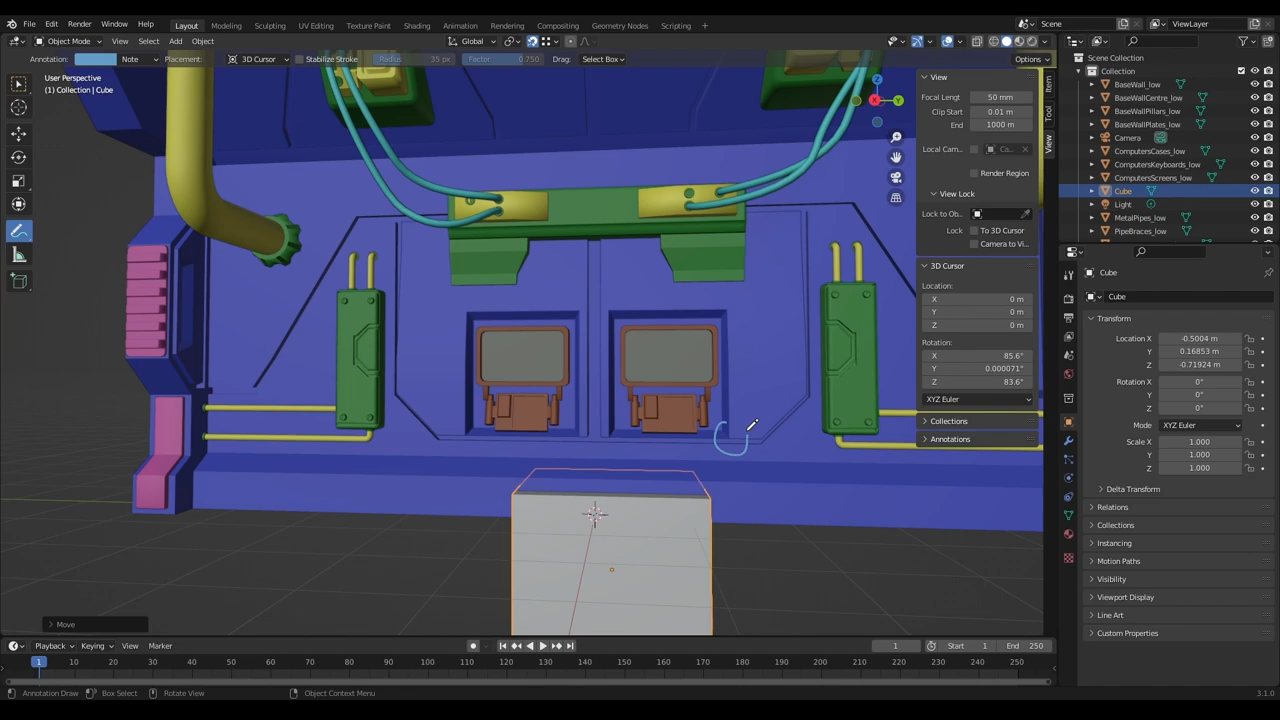 File Edit Render Window Help Layout Modeling Sculpting UV Editing Texture Paint Shading Animation Rendering Compositing Geometry Nodes Scripting + Scene ViewLayer
Object Mode View Select Add Object Global Options
Annotation: Note Placement: 3D Cursor Stabilize Stroke Radius 35 px Factor 0.750 Drag: Select Box
User Perspective
(1) Collection | Cube
View
Focal Lengt 50 mm
Clip Start 0.01 m
End 1000 m
Local Cam... Ca...
Render Region
View Lock
Lock to Ob...
Lock To 3D Cursor
Camera to Vi...
3D Cursor
Location:
X 0 m
Y 0 m
Z 0 m
Rotation:
X 85.6°
Y 0.000071°
Z 83.6°
XYZ Euler
Collections
Annotations
Item
Tool
View
Scene Collection
Collection
BaseWall_low
BaseWallCentre_low
BaseWallPillars_low
BaseWallPlates_low
Camera
ComputersCases_low
ComputersKeyboards_low
ComputersScreens_low
Cube
Light
MetalPipes_low
PipeBraces_low
Cube
Cube
Transform
Location X -0.5004 m
Y 0.16853 m
Z -0.71924 m
Rotation X 0°
Y 0°
Z 0°
Mode XYZ Euler
Scale X 1.000
Y 1.000
Z 1.000
Delta Transform
Relations
Collections
Instancing
Motion Paths
Visibility
Viewport Display
Line Art
Custom Properties
Move
X Y Z
Playback Keying View Marker 1 Start 1 End 250
1 10 20 30 40 50 60 70 80 90 100 110 120 130 140 150 160 170 180 190 200 210 220 230 240 250
Annotation Draw Box Select Rotate View Object Context Menu 3.1.0